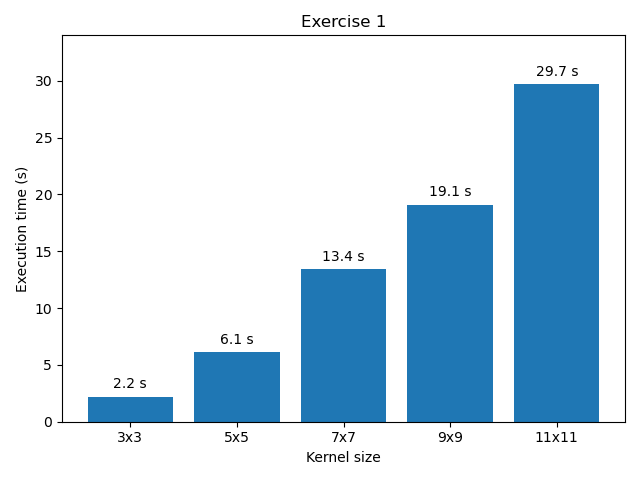 Exercise 1
Execution time (s)
30
25
20
15
10
5
0
2.2 s
6.1 s
13.4 s
19.1 s
29.7 s
3x3
5x5
7x7
9x9
11x11
Kernel size